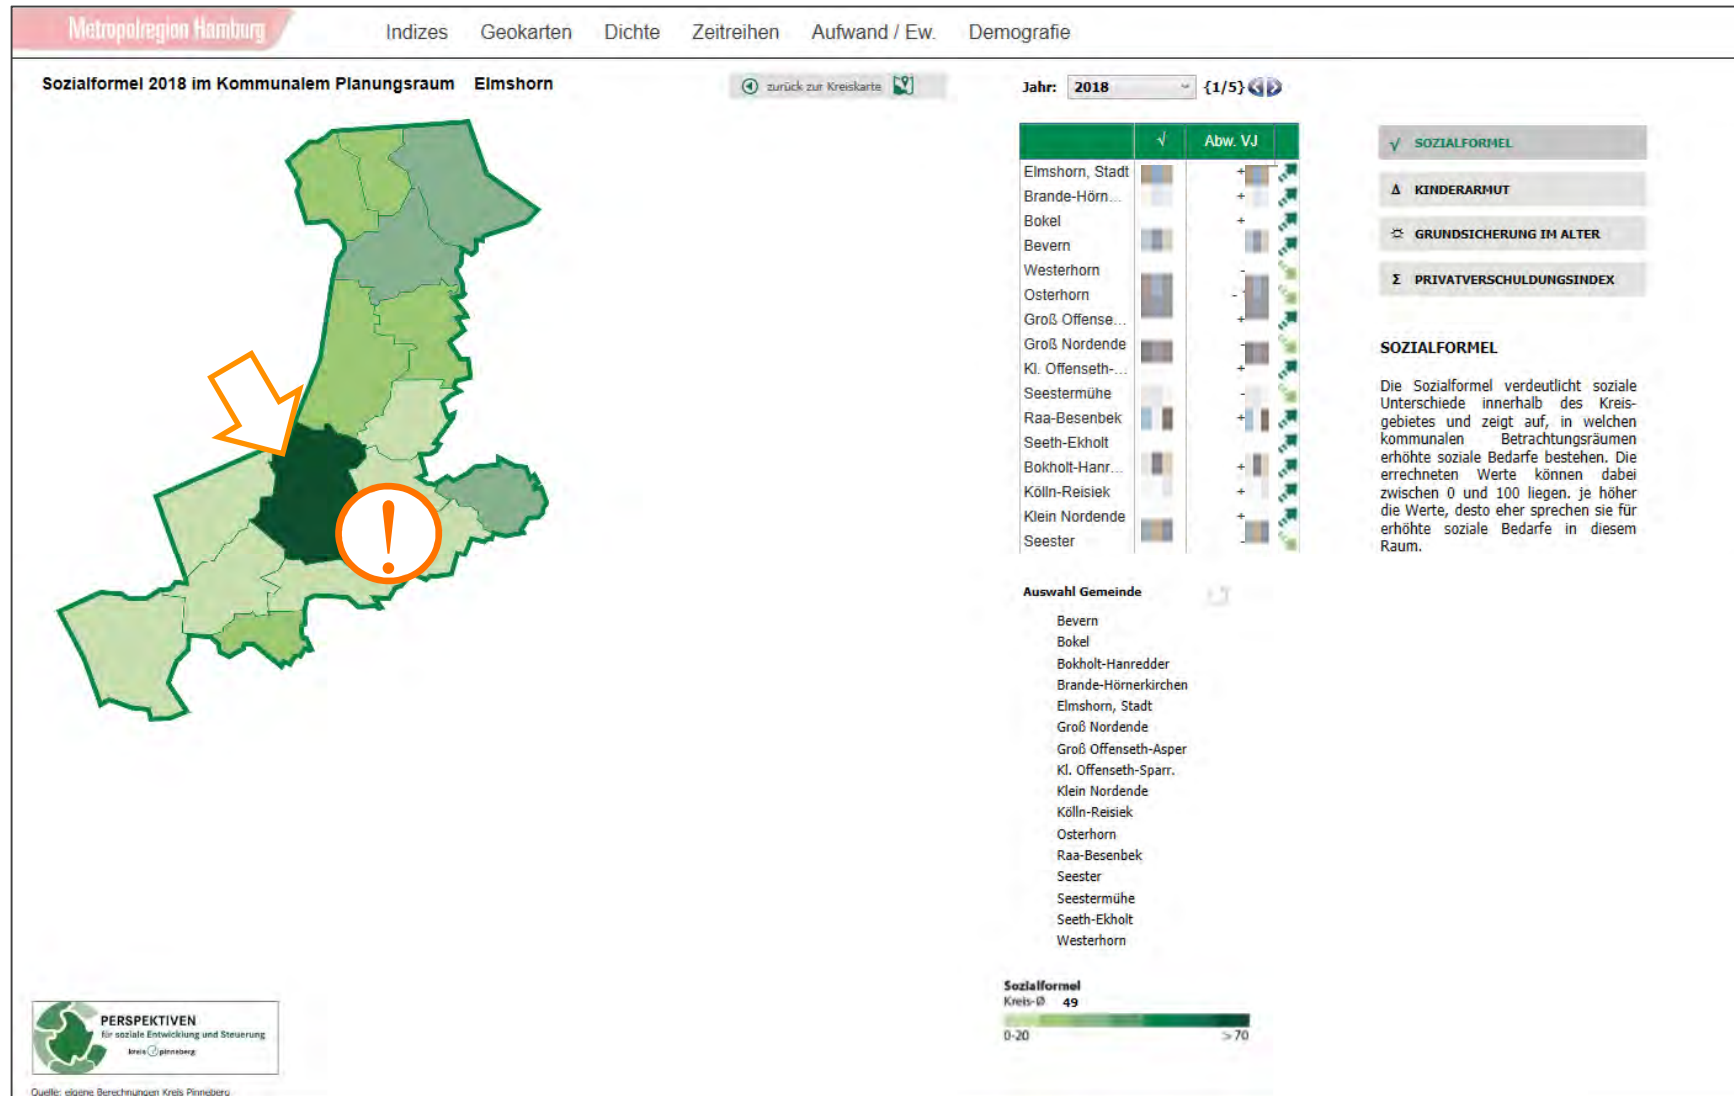 Metropolregion Hamburg
Indizes Geokarten Dichte Zeitreihen Aufwand / Ew. Demografie
Sozialformel 2018 im Kommunalem Planungsraum Elmshorn
zurück zur Kreiskarte
Jahr: 2018 {1/5}
√ Abw. VJ
Elmshorn, Stadt +
Brande-Hörn... +
Bokel +
Bevern
Westerhorn -
Osterhorn -
Groß Offense... +
Groß Nordende -
Kl. Offenseth-... +
Seestermühe -
Raa-Besenbek +
Seeth-Ekholt
Bokholt-Hanr... +
Kölln-Reisiek +
Klein Nordende +
Seester -
√ SOZIALFORMEL
Δ KINDERARMUT
GRUNDSICHERUNG IM ALTER
Σ PRIVATVERSCHULDUNGSINDEX
SOZIALFORMEL
Die Sozialformel verdeutlicht soziale
Unterschiede innerhalb des Kreis-
gebietes und zeigt auf, in welchen
kommunalen Betrachtungsräumen
erhöhte soziale Bedarfe bestehen. Die
errechneten Werte können dabei
zwischen 0 und 100 liegen. je höher
die Werte, desto eher sprechen sie für
erhöhte soziale Bedarfe in diesem
Raum.
!
Auswahl Gemeinde
Bevern
Bokel
Bokholt-Hanredder
Brande-Hörnerkirchen
Elmshorn, Stadt
Groß Nordende
Groß Offenseth-Asper
Kl. Offenseth-Sparr.
Klein Nordende
Kölln-Reisiek
Osterhorn
Raa-Besenbek
Seester
Seestermühe
Seeth-Ekholt
Westerhorn
Sozialformel
Kreis-Ø 49
0-20 >70
PERSPEKTIVEN
für soziale Entwicklung und Steuerung
kreis pinneberg
Quelle: eigene Berechnungen Kreis Pinneberg